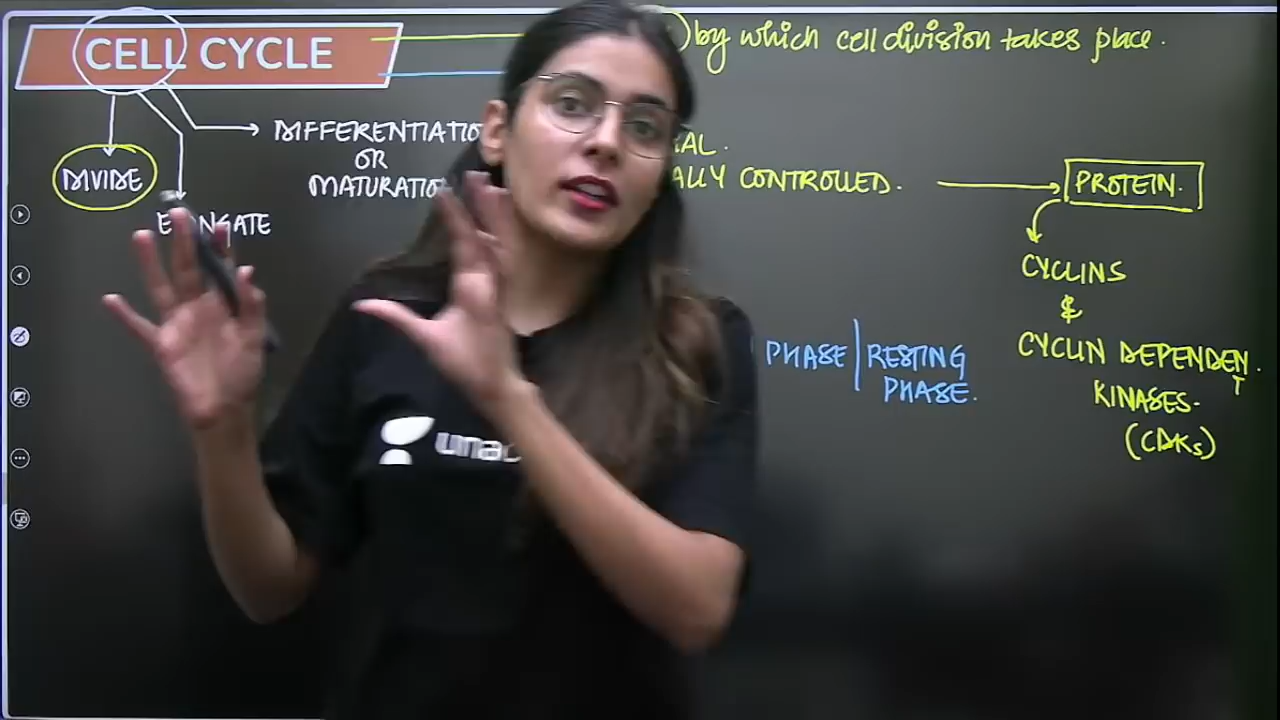 CELL CYCLE
by which cell division takes place.
DIFFERENTIATIO
OR
MATURATIO
DIVIDE
AL.
ALLY CONTROLLED.
PROTEIN.
CYCLINS
&
CYCLIN DEPENDENT
KINASES.
(CDKs)
PHASE | RESTING
PHASE.
una